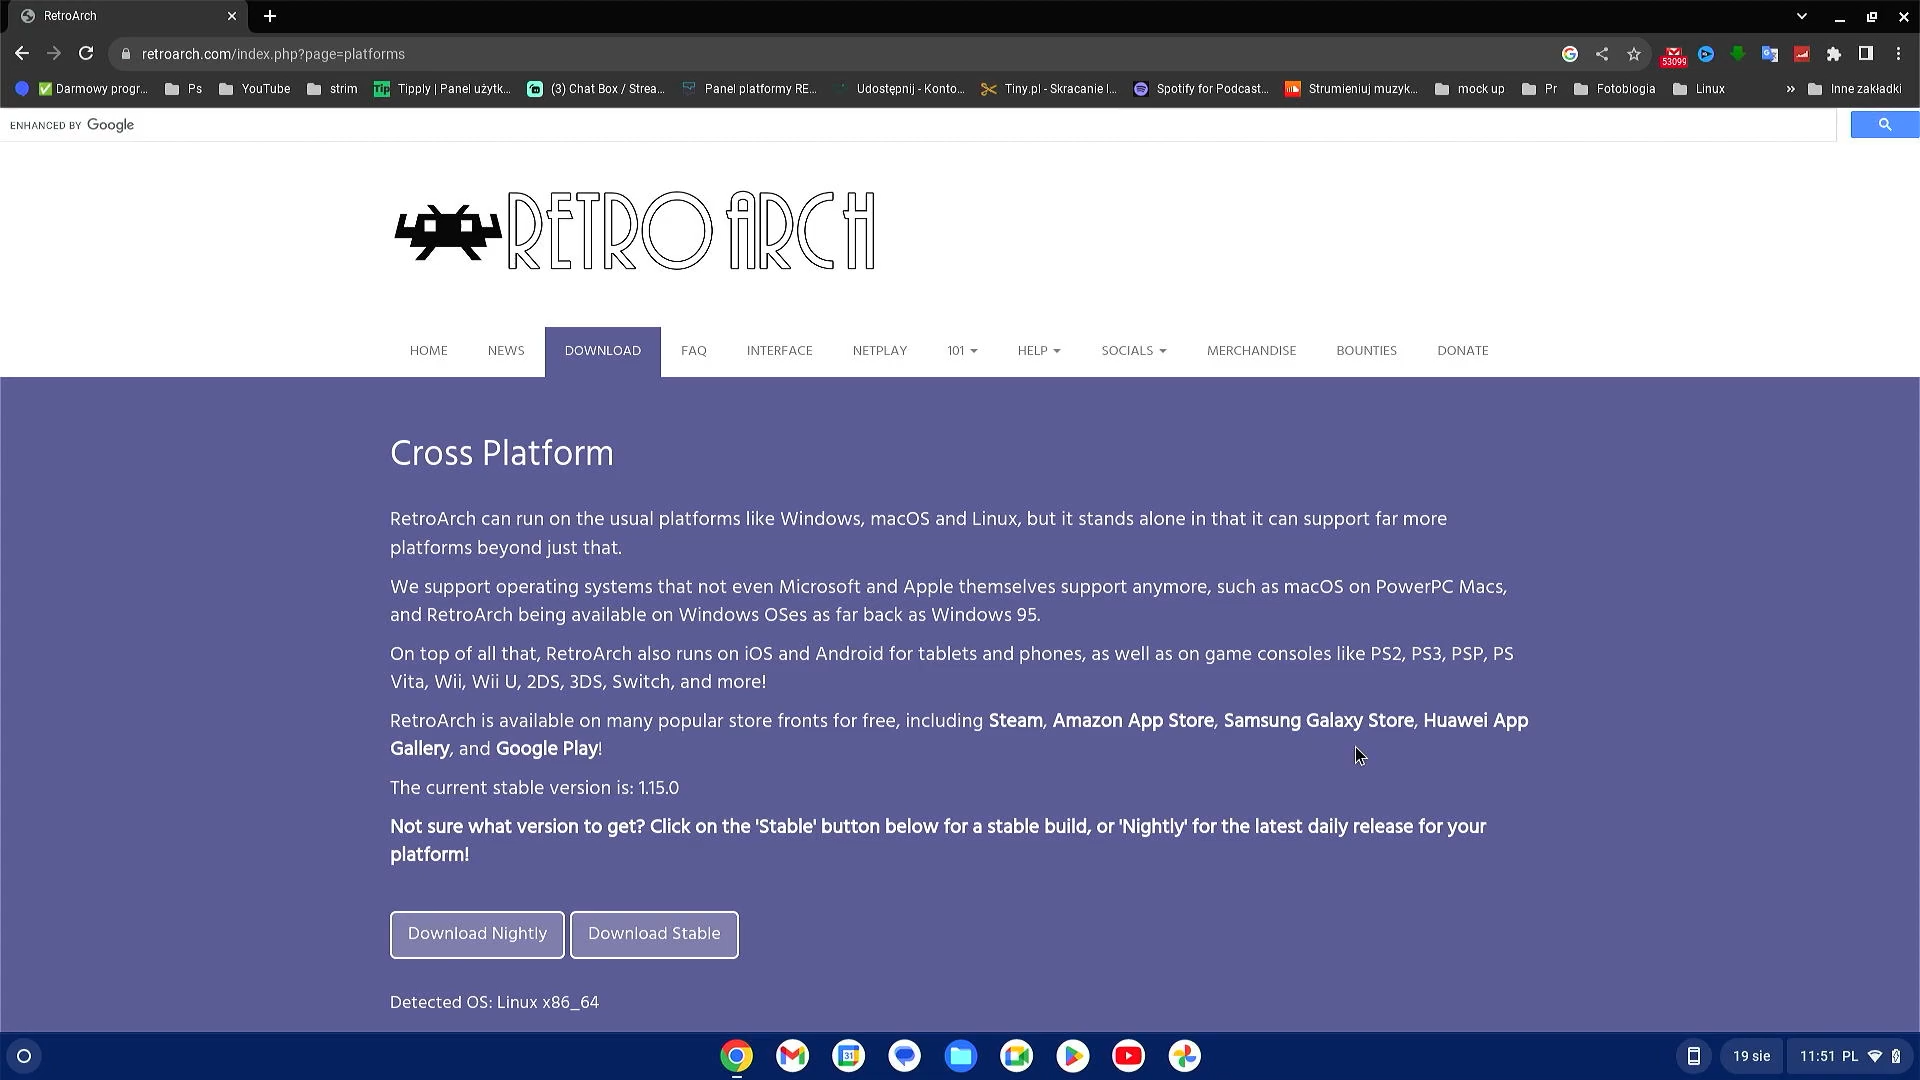 RetroArch
retroarch.com/index.php?page=platforms
53099
Darmowy progr...
Ps
YouTube
strim
Tip
Tipply | Panel użytk...
(3) Chat Box / Strea...
Panel platformy RE...
Udostępnij - Konto...
Tiny.pl - Skracanie l...
Spotify for Podcast...
Strumieniuj muzyk...
mock up
Pr
Fotoblogia
Linux
»
Inne zakładki
ENHANCED BY Google
RETROARCH
HOME
NEWS
DOWNLOAD
FAQ
INTERFACE
NETPLAY
101
HELP
SOCIALS
MERCHANDISE
BOUNTIES
DONATE
Cross Platform
RetroArch can run on the usual platforms like Windows, macOS and Linux, but it stands alone in that it can support far more
platforms beyond just that.
We support operating systems that not even Microsoft and Apple themselves support anymore, such as macOS on PowerPC Macs,
and RetroArch being available on Windows OSes as far back as Windows 95.
On top of all that, RetroArch also runs on iOS and Android for tablets and phones, as well as on game consoles like PS2, PS3, PSP, PS
Vita, Wii, Wii U, 2DS, 3DS, Switch, and more!
RetroArch is available on many popular store fronts for free, including Steam, Amazon App Store, Samsung Galaxy Store, Huawei App
Gallery, and Google Play!
The current stable version is: 1.15.0
Not sure what version to get? Click on the 'Stable' button below for a stable build, or 'Nightly' for the latest daily release for your
platform!
Download Nightly
Download Stable
Detected OS: Linux x86_64
31
19 sie
11:51 PL